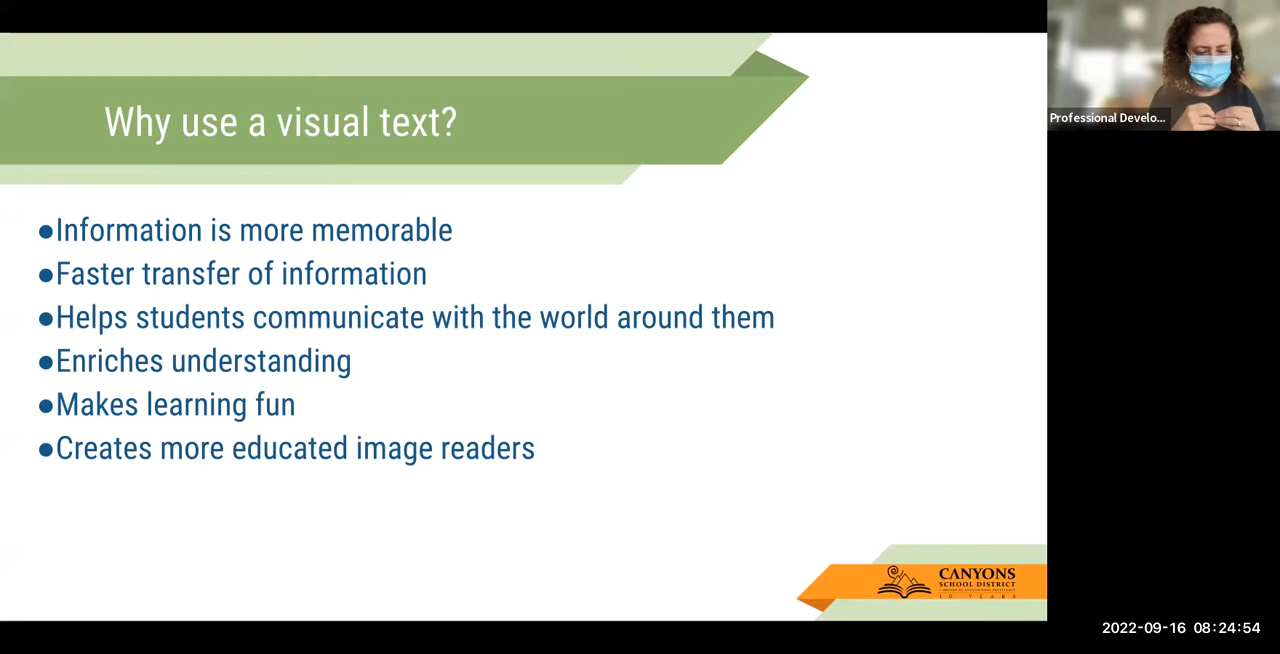 Why use a visual text?
●Information is more memorable
●Faster transfer of information
●Helps students communicate with the world around them
●Enriches understanding
●Makes learning fun
●Creates more educated image readers
Professional Develo...
CANYONS
SCHOOL DISTRICT
10 YEARS
2022-09-16 08:24:54